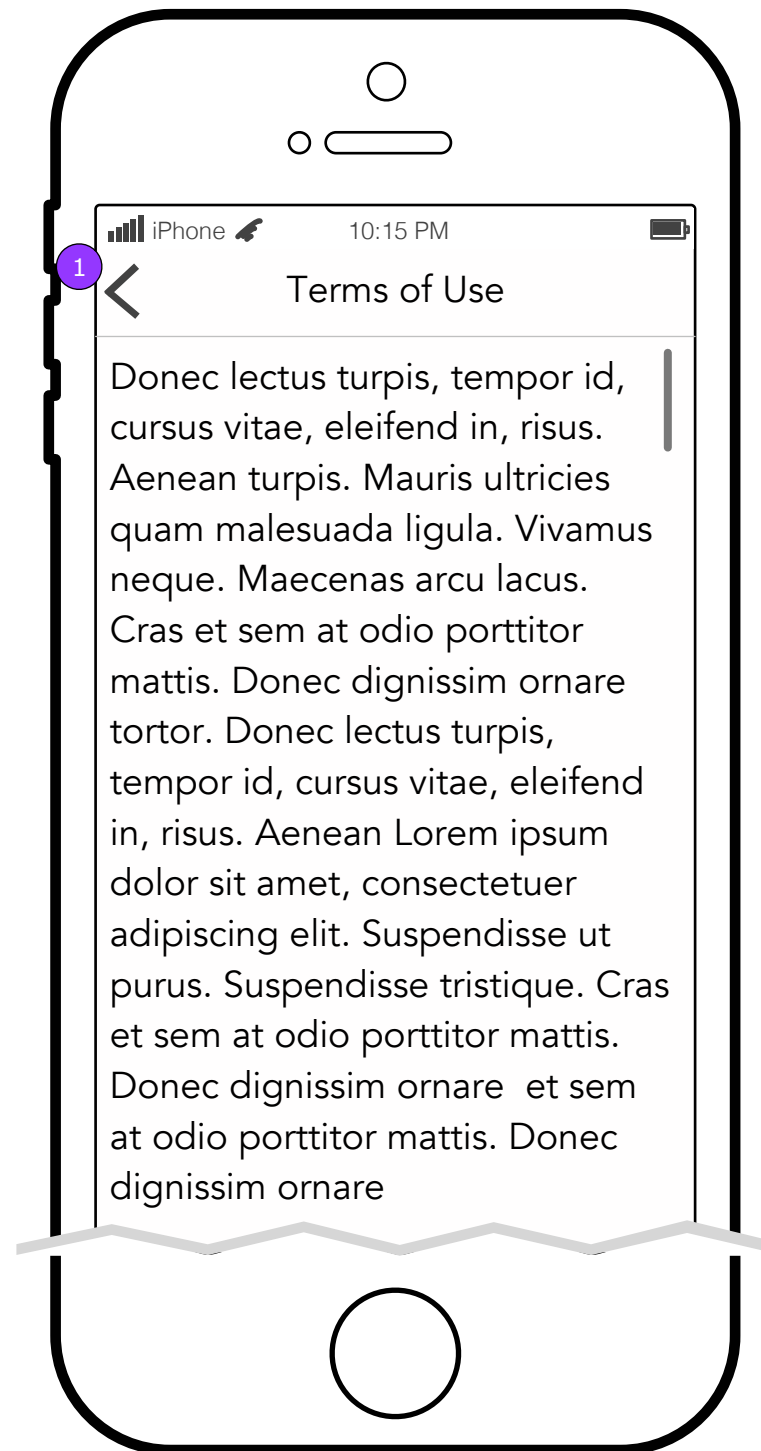 iPhone 10:15 PM
1
Terms of Use
Donec lectus turpis, tempor id,
cursus vitae, eleifend in, risus.
Aenean turpis. Mauris ultricies
quam malesuada ligula. Vivamus
neque. Maecenas arcu lacus.
Cras et sem at odio porttitor
mattis. Donec dignissim ornare
tortor. Donec lectus turpis,
tempor id, cursus vitae, eleifend
in, risus. Aenean Lorem ipsum
dolor sit amet, consectetuer
adipiscing elit. Suspendisse ut
purus. Suspendisse tristique. Cras
et sem at odio porttitor mattis.
Donec dignissim ornare  et sem
at odio porttitor mattis. Donec
dignissim ornare